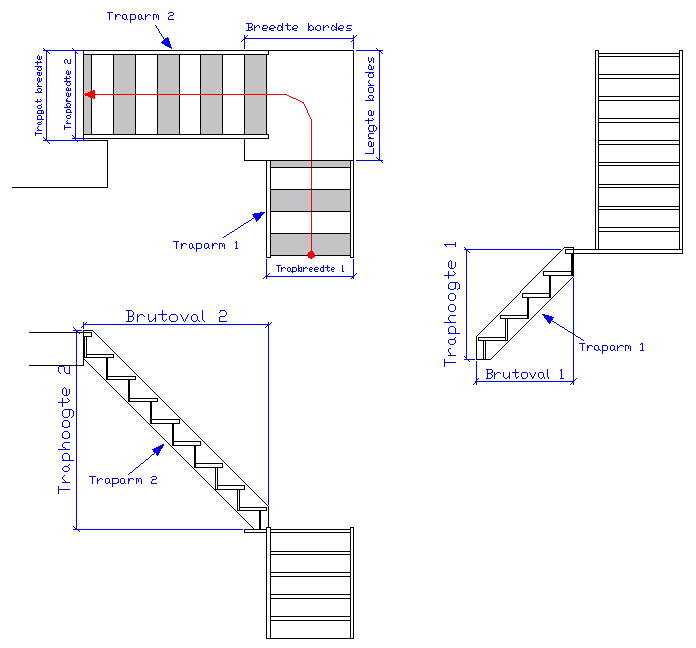 Traparm 2
Breedte bordes
Trapgat breedte
Trapbreedte 2
Lengte bordes
Traparm 1
Trapbreedte 1
Traphoogte 1
Traparm 1
Brutoval 1
Brutoval 2
Traphoogte 2
Traparm 2